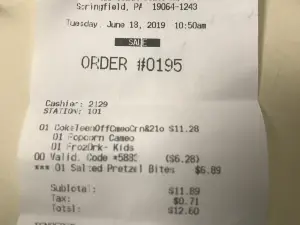 Springfield, PA 19064-1243
Tuesday, June 18, 2019 10:50am
SALE
ORDER #0195
Cashier: 2129
STATION: 101
01 CokeleenOffCameoCrn&21o $11.28
01 Popcorn Cameo
01 FrozDrk- Kids
00 Valid. Code *5883 ($6.28)
*** 01 Salted Pretzel Bites $6.89
Subtotal: $11.89
Tax: $0.71
Total: $12.60